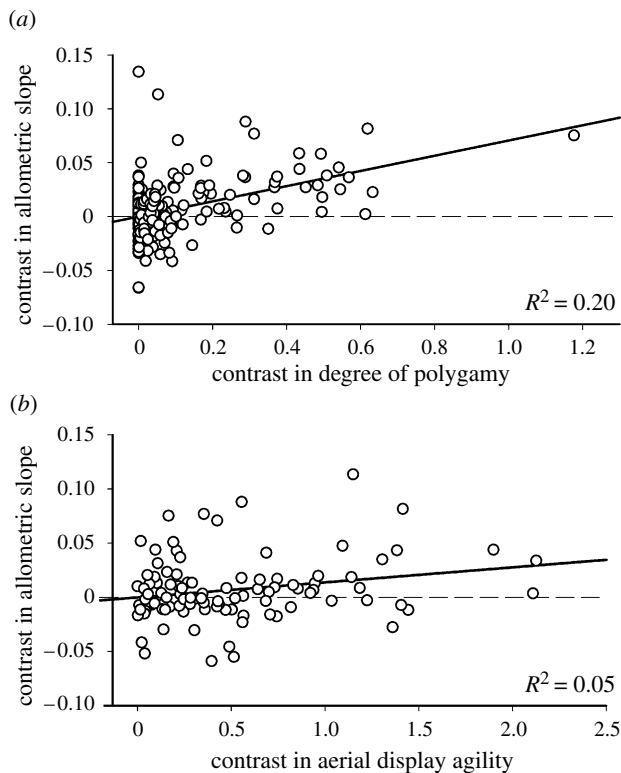 (a)
0.15
0.10
0.05
0
−0.05
−0.10
contrast in allometric slope
R² = 0.20
0 0.2 0.4 0.6 0.8 1.0 1.2
contrast in degree of polygamy
(b)
0.15
0.10
0.05
0
−0.05
−0.10
contrast in allometric slope
R² = 0.05
0 0.5 1.0 1.5 2.0 2.5
contrast in aerial display agility